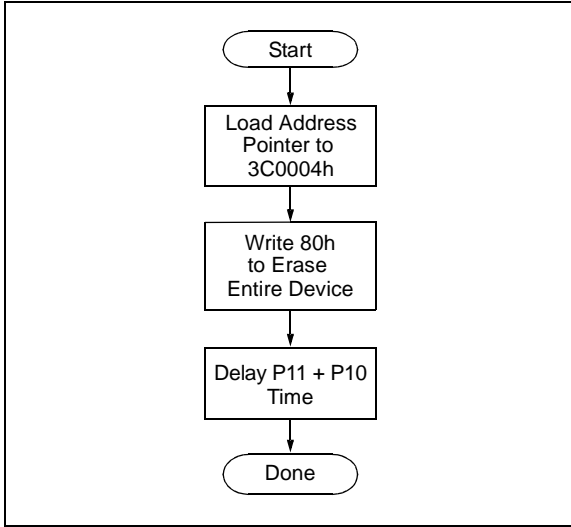 Start
Load Address
Pointer to
3C0004h
Write 80h
to Erase
Entire Device
Delay P11 + P10
Time
Done